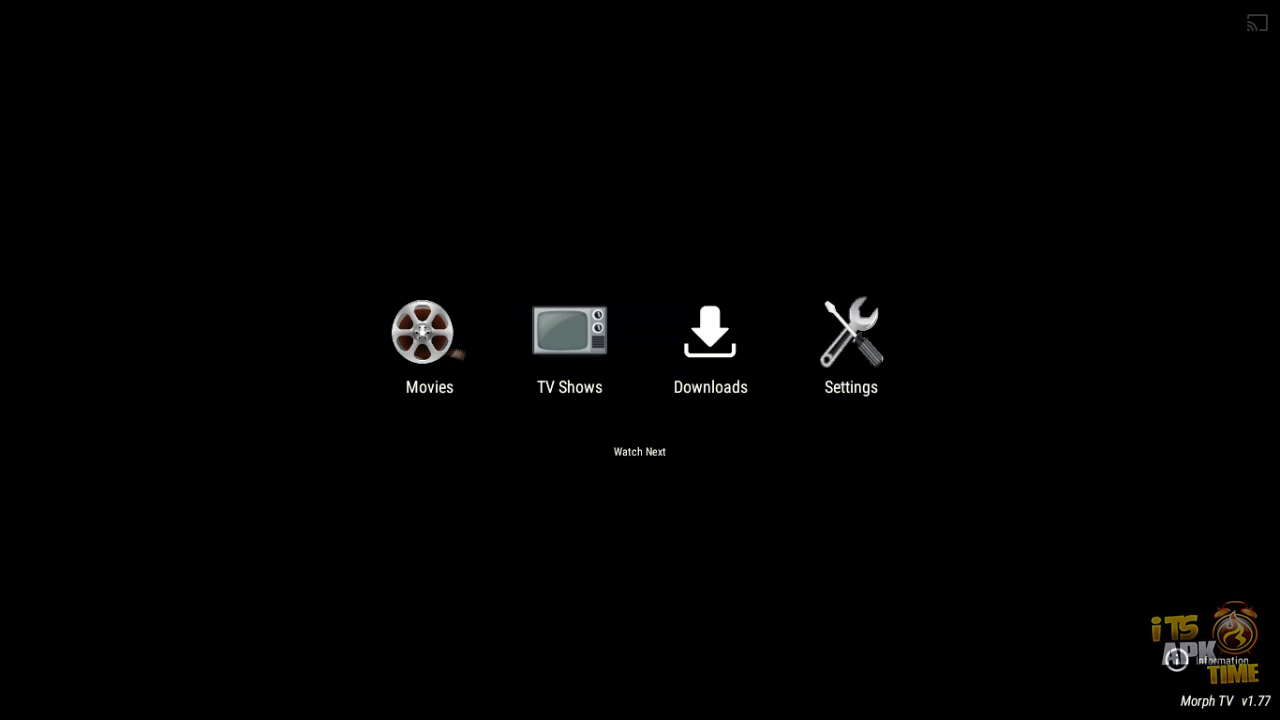 Movies
TV Shows
Downloads
Settings
Watch Next
iTS
APK
Information
TIME
Morph TV v1.77